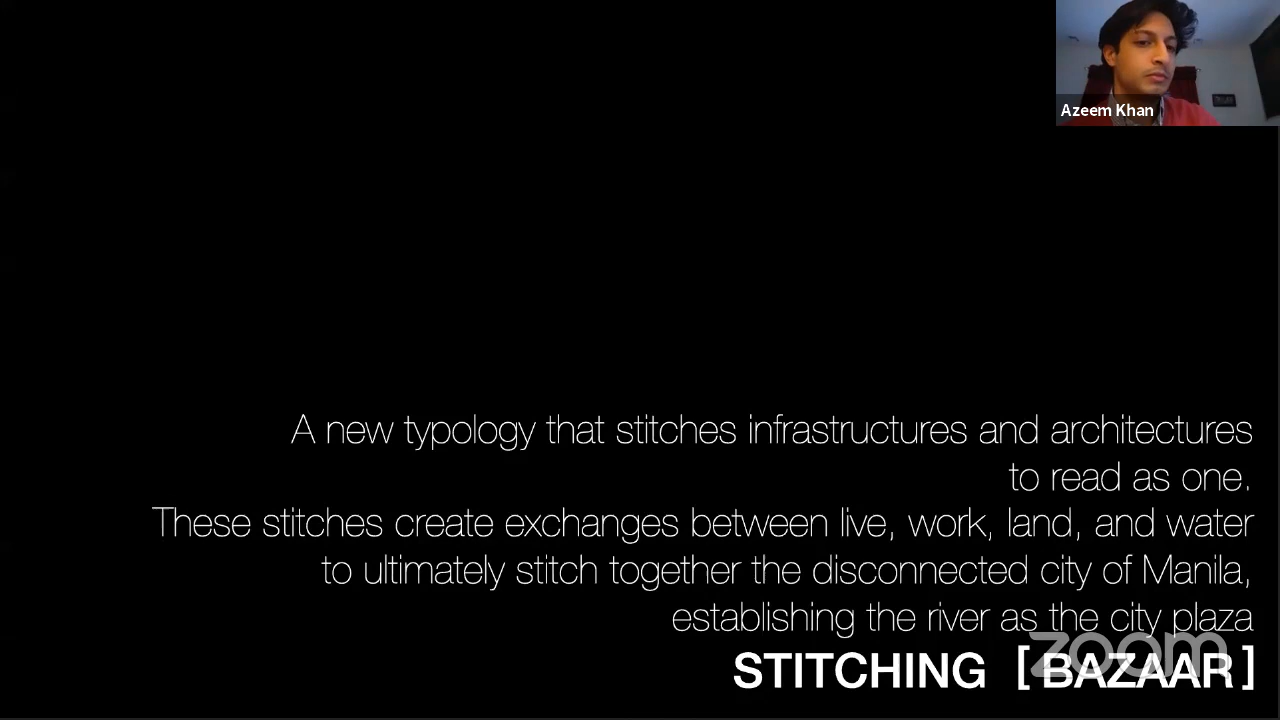 Azeem Khan
A new typology that stitches infrastructures and architectures
to read as one.
These stitches create exchanges between live, work, land, and water
to ultimately stitch together the disconnected city of Manila,
establishing the river as the city plaza
zoom
STITCHING [ BAZAAR ]